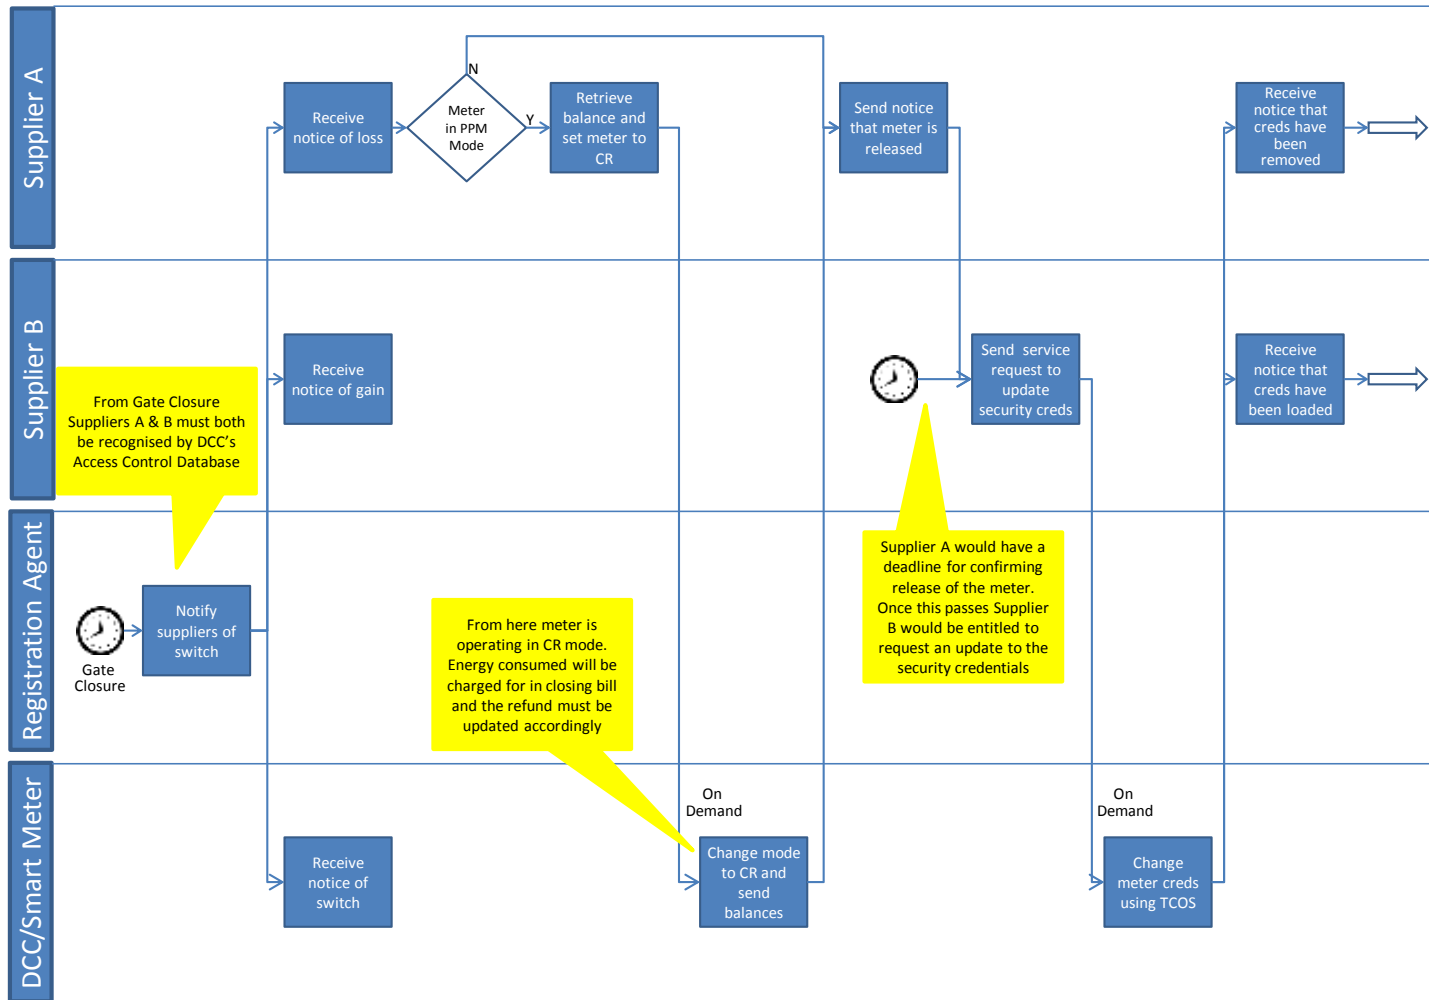 Supplier A
Receive
notice of loss
Meter
in PPM
Mode
N
Y
Retrieve
balance and
set meter to
CR
Send notice
that meter is
released
Receive
notice that
creds have
been
removed
Supplier B
From Gate Closure
Suppliers A & B must both
be recognised by DCC's
Access Control Database
Receive
notice of gain
Send service
request to
update
security creds
Receive
notice that
creds have
been loaded
Registration Agent
Gate
Closure
Notify
suppliers of
switch
From here meter is
operating in CR mode.
Energy consumed will be
charged for in closing bill
and the refund must be
updated accordingly
Supplier A would have a
deadline for confirming
release of the meter.
Once this passes Supplier
B would be entitled to
request an update to the
security credentials
DCC/Smart Meter
Receive
notice of
switch
On
Demand
Change mode
to CR and
send
balances
On
Demand
Change
meter creds
using TCOS